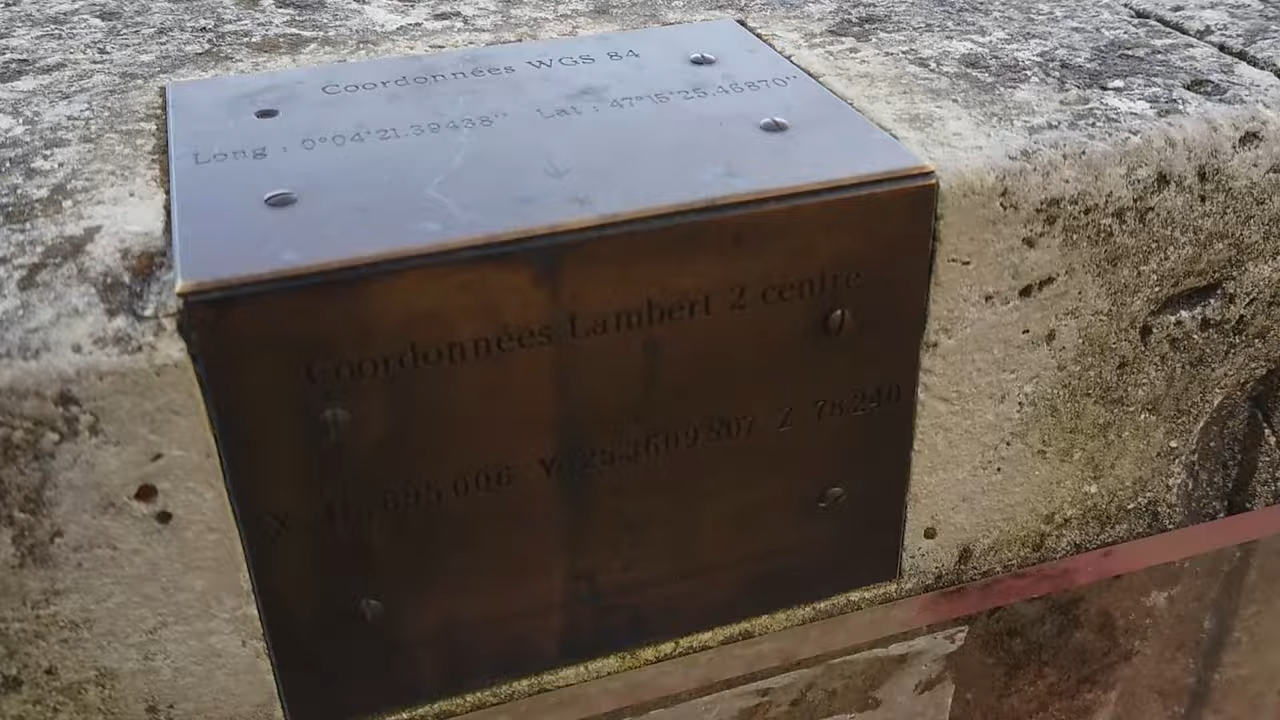 Coordonnées WGS 84
Long : 0°04'21.39438" Lat : 47°15'25.46870"
Coordonnées Lambert 2 centre
X Y Z 78.240